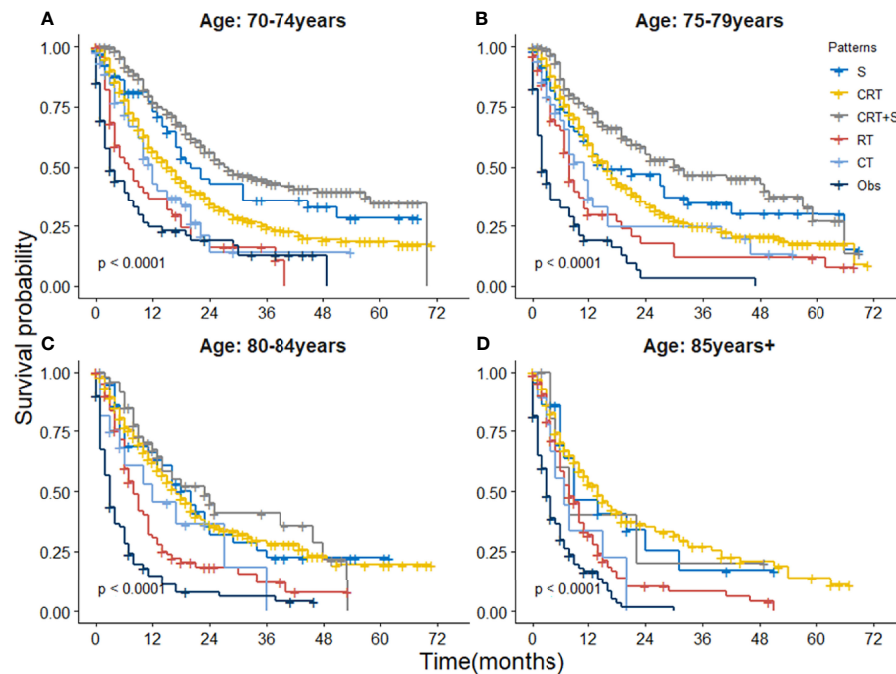 A Age: 70-74years
B Age: 75-79years
Patterns
S
CRT
CRT+S
RT
CT
Obs
1.00
0.75
0.50
0.25
0.00
p < 0.0001
0 12 24 36 48 60 72
1.00
0.75
0.50
0.25
0.00
p < 0.0001
0 12 24 36 48 60 72
Survival probability
C Age: 80-84years
D Age: 85years+
1.00
0.75
0.50
0.25
0.00
p < 0.0001
0 12 24 36 48 60 72
1.00
0.75
0.50
0.25
0.00
p < 0.0001
0 12 24 36 48 60 72
Time(months)